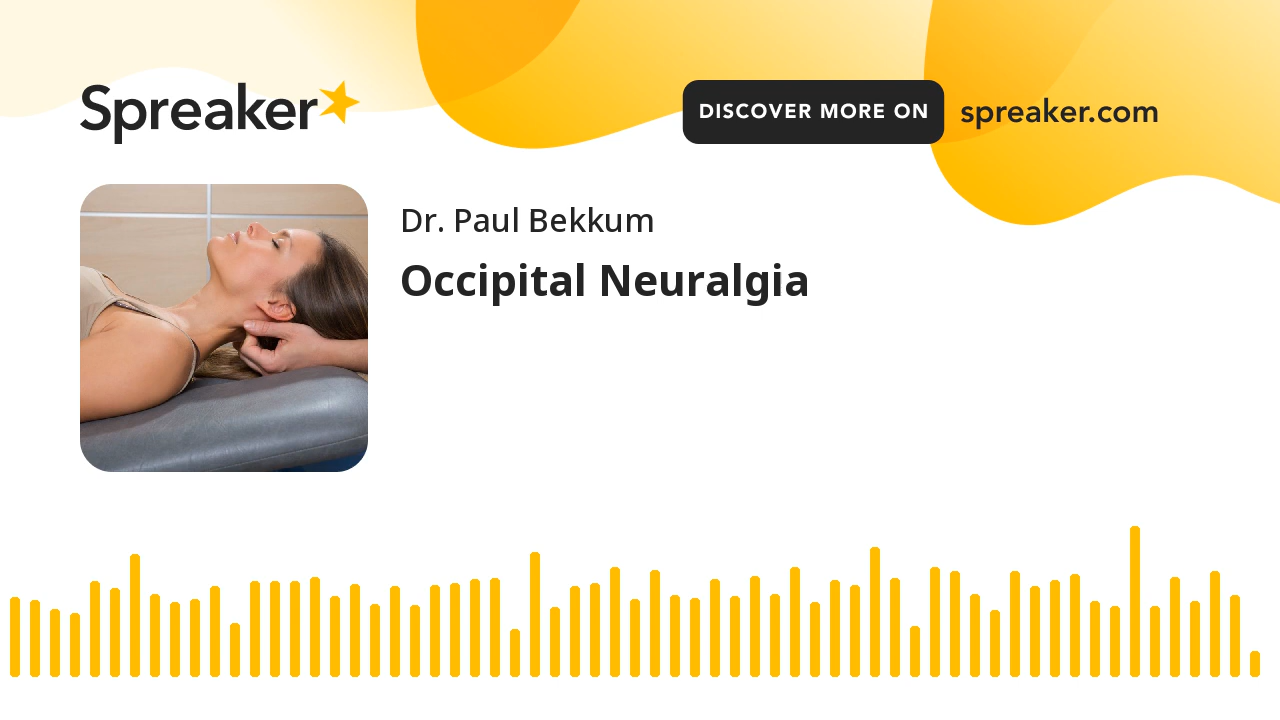 Spreaker
DISCOVER MORE ON spreaker.com
Dr. Paul Bekkum
Occipital Neuralgia